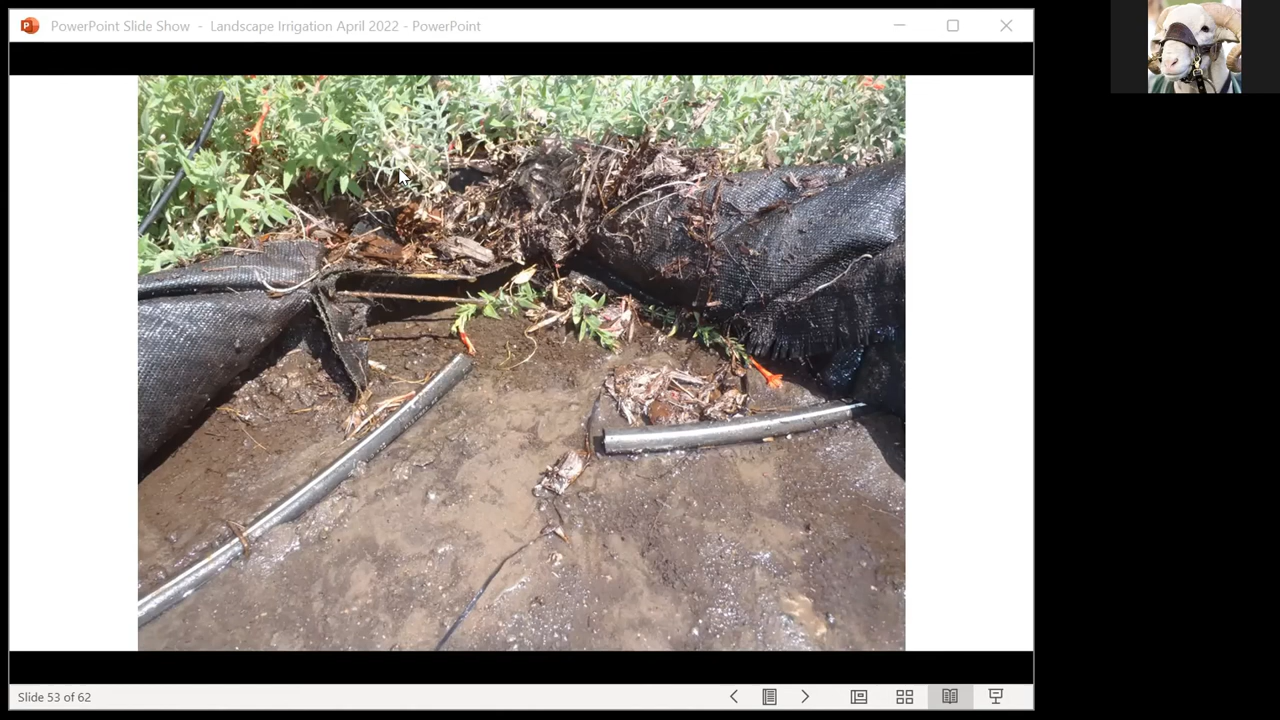 PowerPoint Slide Show - Landscape Irrigation April 2022 - PowerPoint
Slide 53 of 62